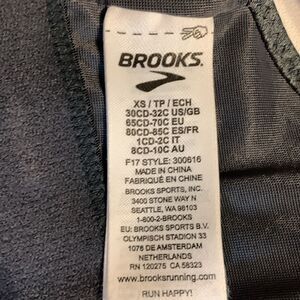 BROOKS
XS / TP / ECH
30CD-32C US/GB
65CD-70C EU
80CD-85C ES/FR
1CD-2C IT
8CD-10C AU
F17 STYLE: 300616
MADE IN CHINA
FABRIQUÉ EN CHINE
BROOKS SPORTS, INC.
3400 STONE WAY N
SEATTLE, WA 98103
1-800-2-BROOKS
EU: BROOKS SPORTS B.V.
OLYMPISCH STADION 33
1076 DE AMSTERDAM
NETHERLANDS
RN 120275 CA 58323
www.brooksrunning.com
RUN HAPPY!